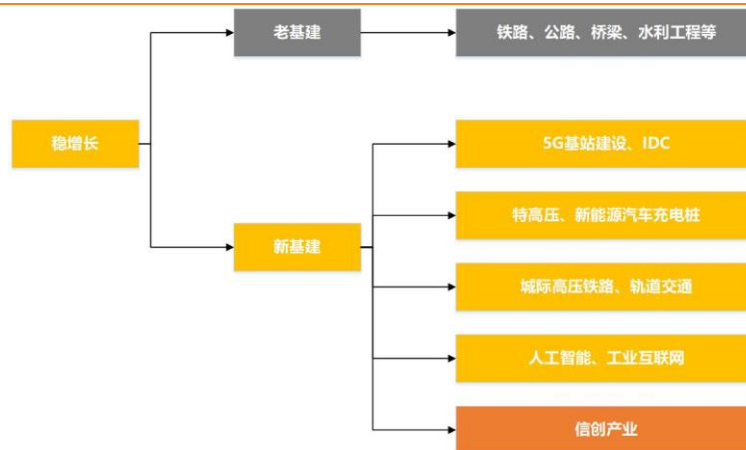 老基建
铁路、公路、桥梁、水利工程等
稳增长
5G基站建设、IDC
特高压、新能源汽车充电桩
新基建
城际高压铁路、轨道交通
人工智能、工业互联网
信创产业